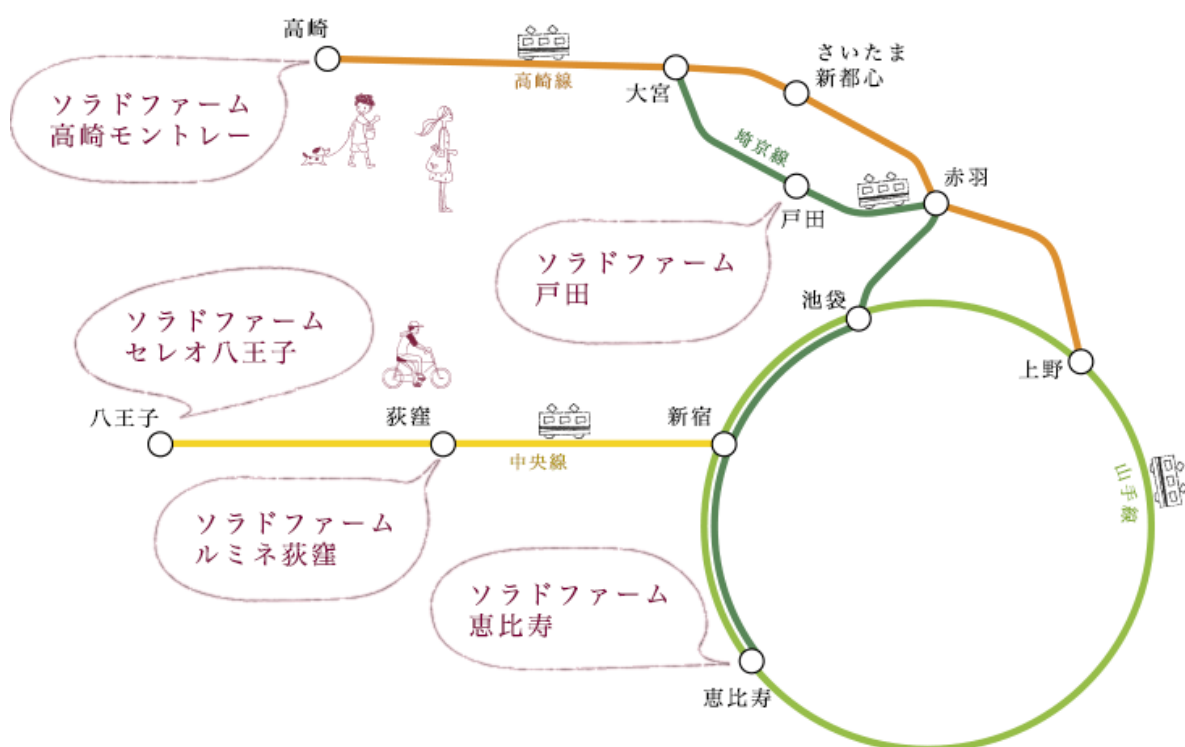 高崎
高崎線
さいたま
新都心
大宮
ソラドファーム
高崎モントレー
埼京線
赤羽
戸田
ソラドファーム
戸田
池袋
ソラドファーム
セレオ八王子
上野
八王子
荻窪
新宿
中央線
山手線
ソラドファーム
ルミネ荻窪
ソラドファーム
恵比寿
恵比寿